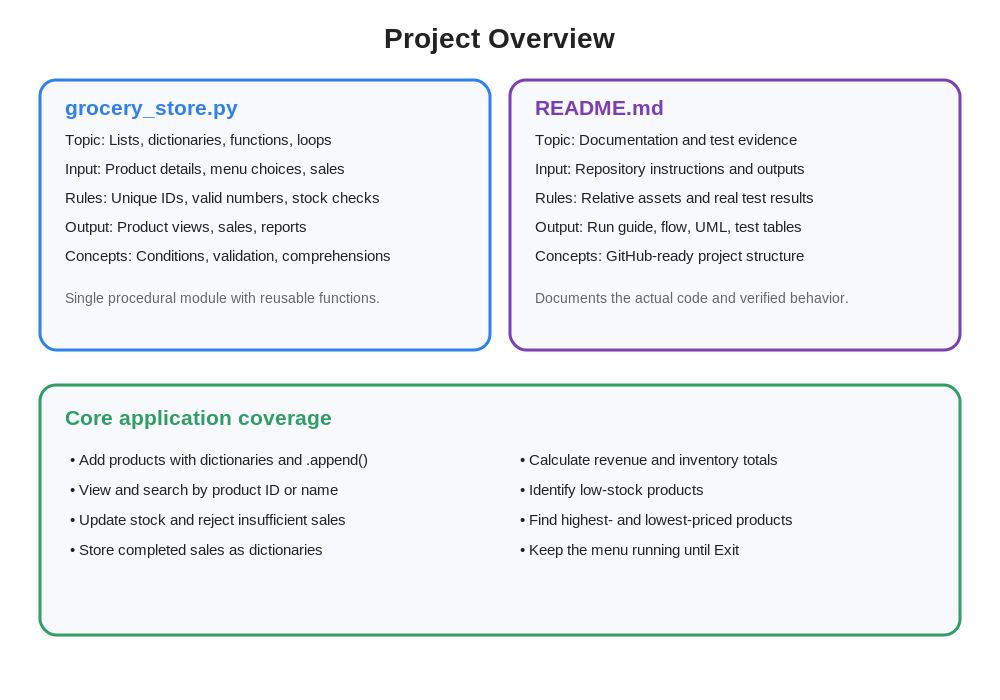 Project Overview
grocery_store.py
Topic: Lists, dictionaries, functions, loops
Input: Product details, menu choices, sales
Rules: Unique IDs, valid numbers, stock checks
Output: Product views, sales, reports
Concepts: Conditions, validation, comprehensions
Single procedural module with reusable functions.
README.md
Topic: Documentation and test evidence
Input: Repository instructions and outputs
Rules: Relative assets and real test results
Output: Run guide, flow, UML, test tables
Concepts: GitHub-ready project structure
Documents the actual code and verified behavior.
Core application coverage
• Add products with dictionaries and .append()
• View and search by product ID or name
• Update stock and reject insufficient sales
• Store completed sales as dictionaries
• Calculate revenue and inventory totals
• Identify low-stock products
• Find highest- and lowest-priced products
• Keep the menu running until Exit